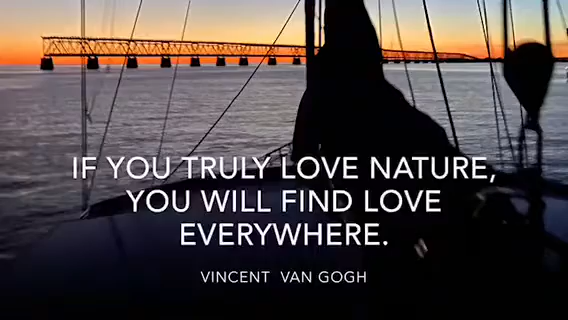 IF YOU TRULY LOVE NATURE,
YOU WILL FIND LOVE
EVERYWHERE.
VINCENT VAN GOGH